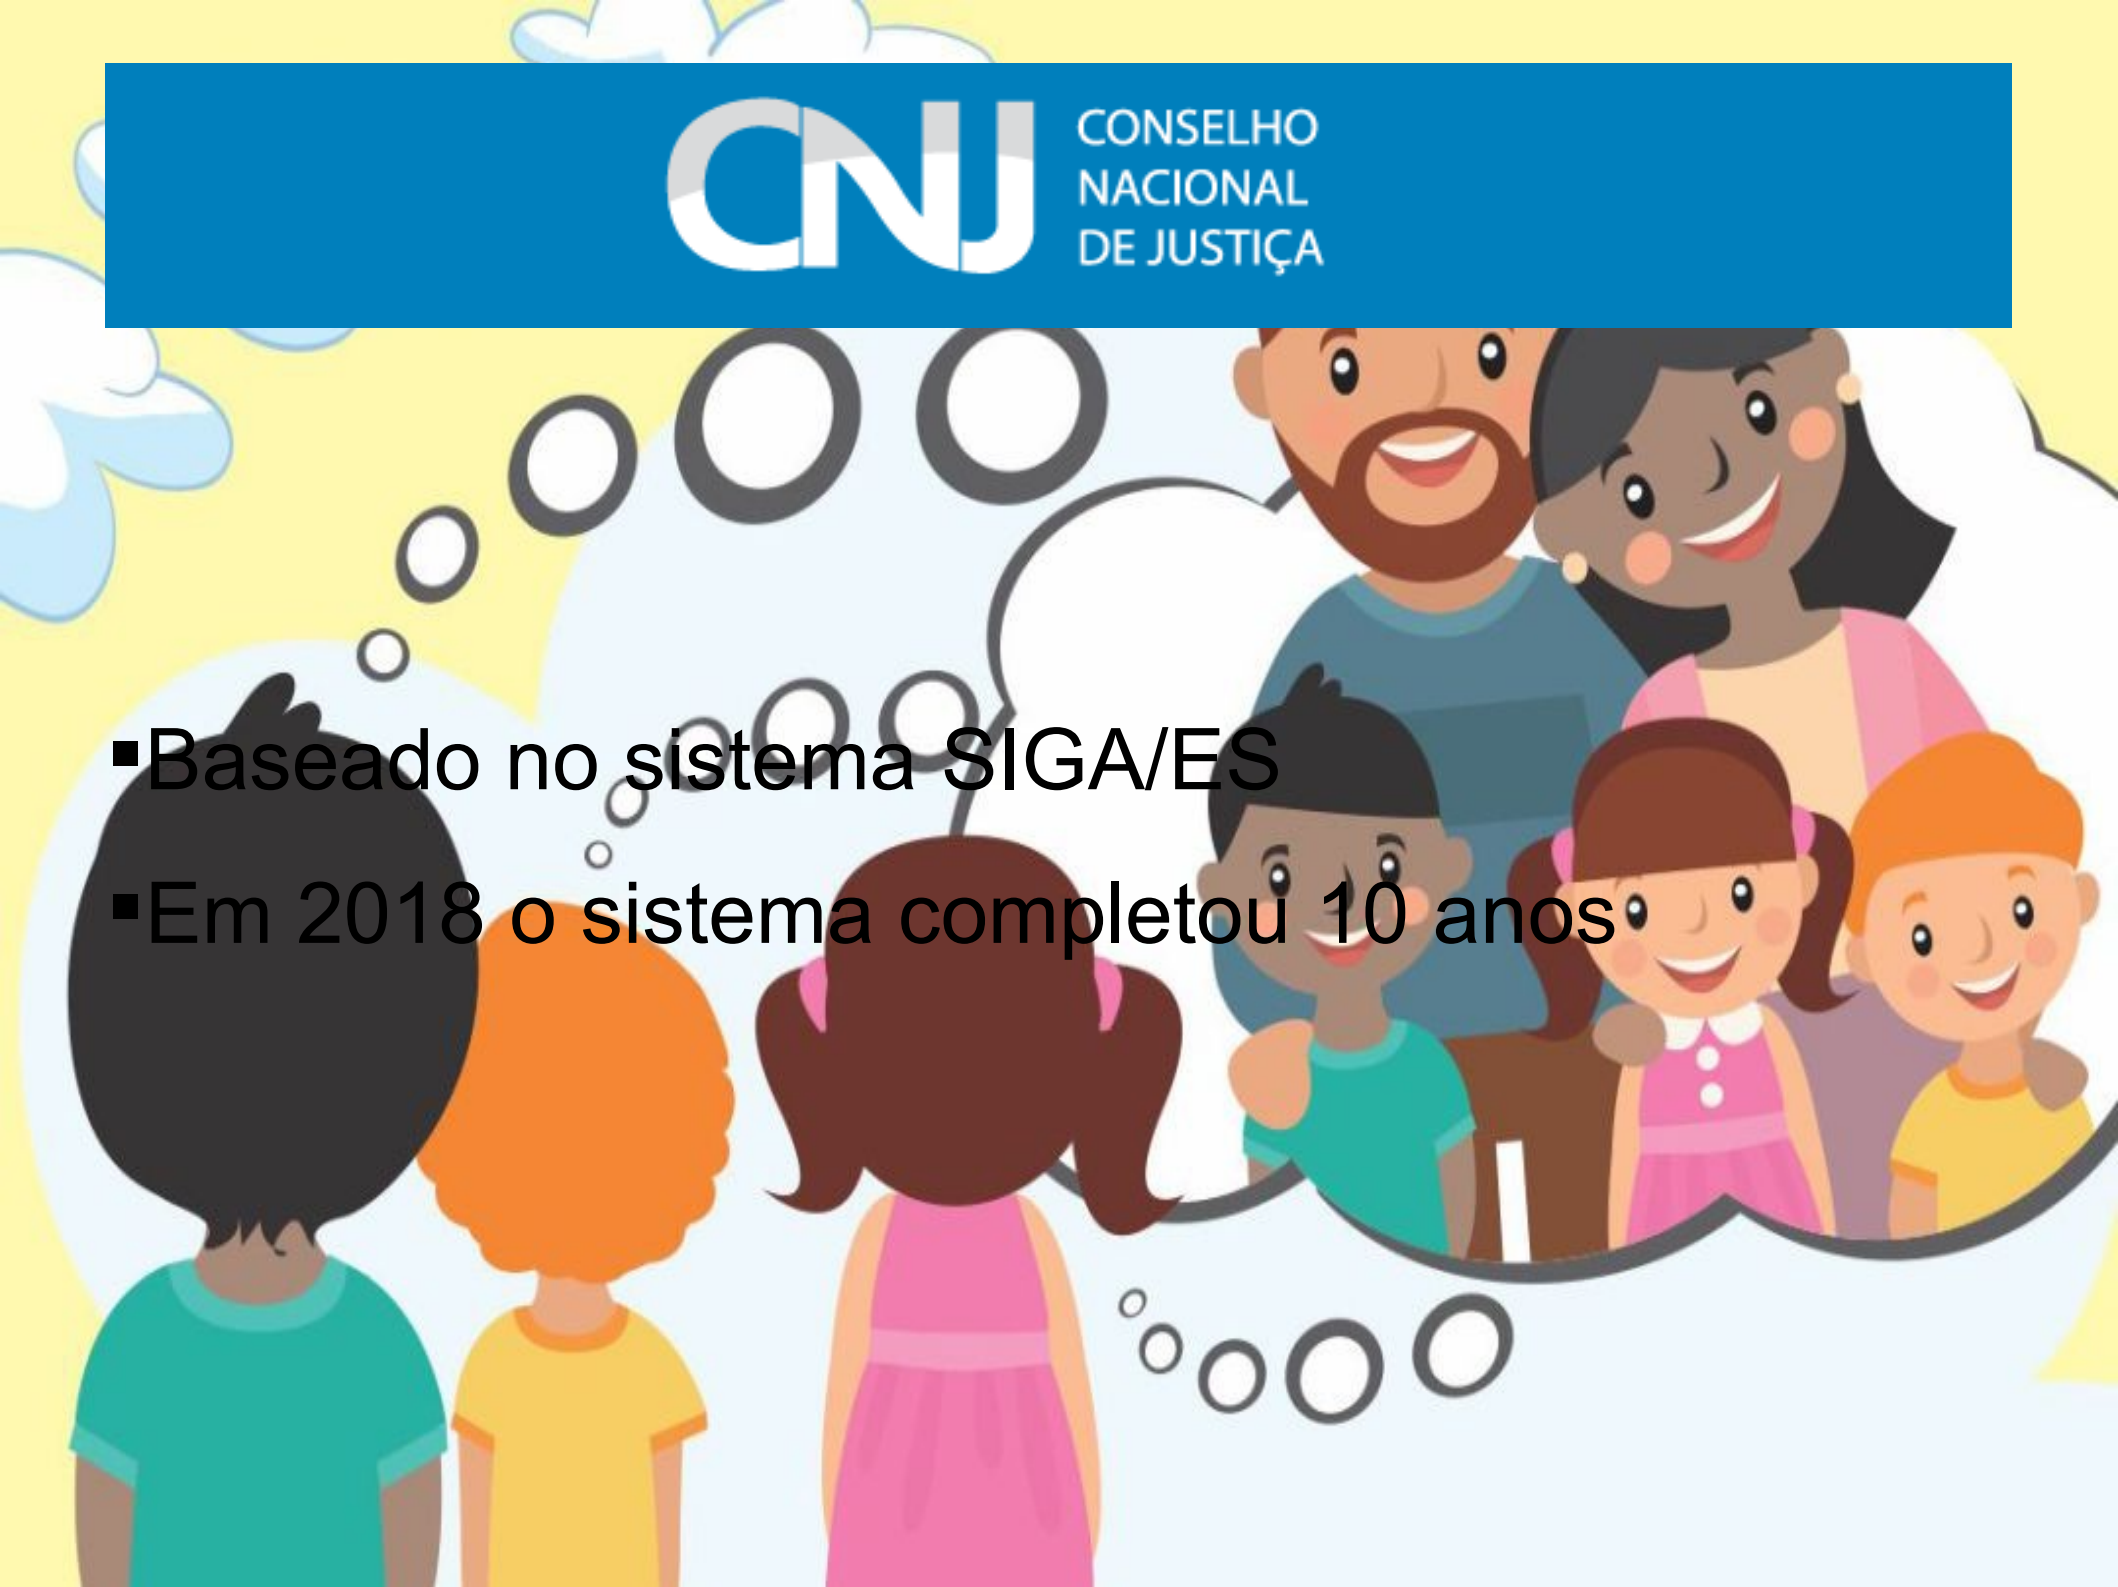 CNJ
CONSELHO
NACIONAL
DE JUSTIÇA
▪Baseado no sistema SIGA/ES
▪Em 2018 o sistema completou 10 anos